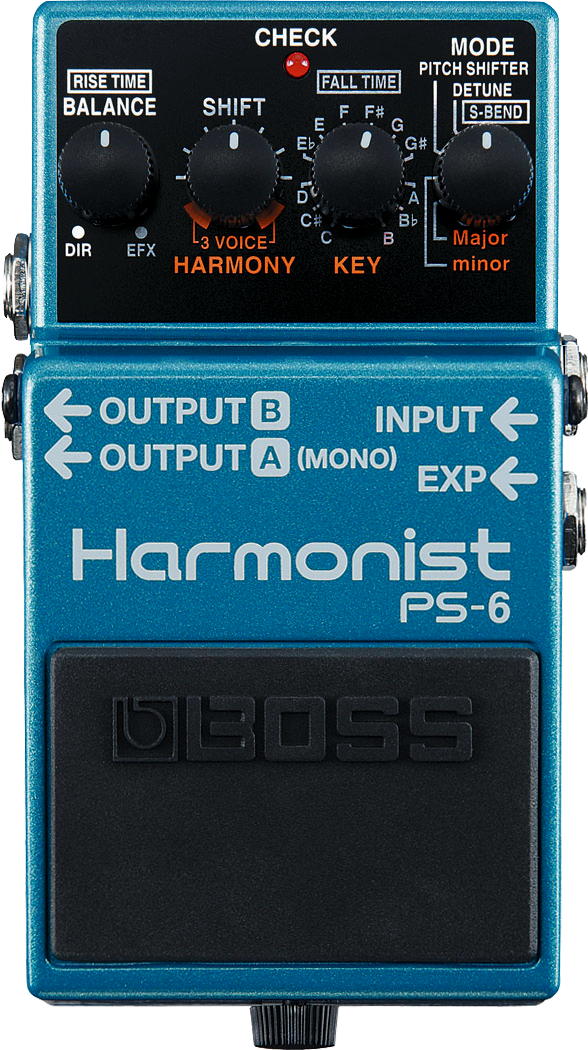 CHECK
RISE TIME
BALANCE
DIR
EFX
SHIFT
3 VOICE
HARMONY
FALL TIME
C
C#
D
E♭
E
F
F#
G
G#
A
B♭
B
KEY
MODE
PITCH SHIFTER
DETUNE
S-BEND
Major
minor
OUTPUT B
OUTPUT A (MONO)
INPUT
EXP
Harmonist
PS-6
BOSS